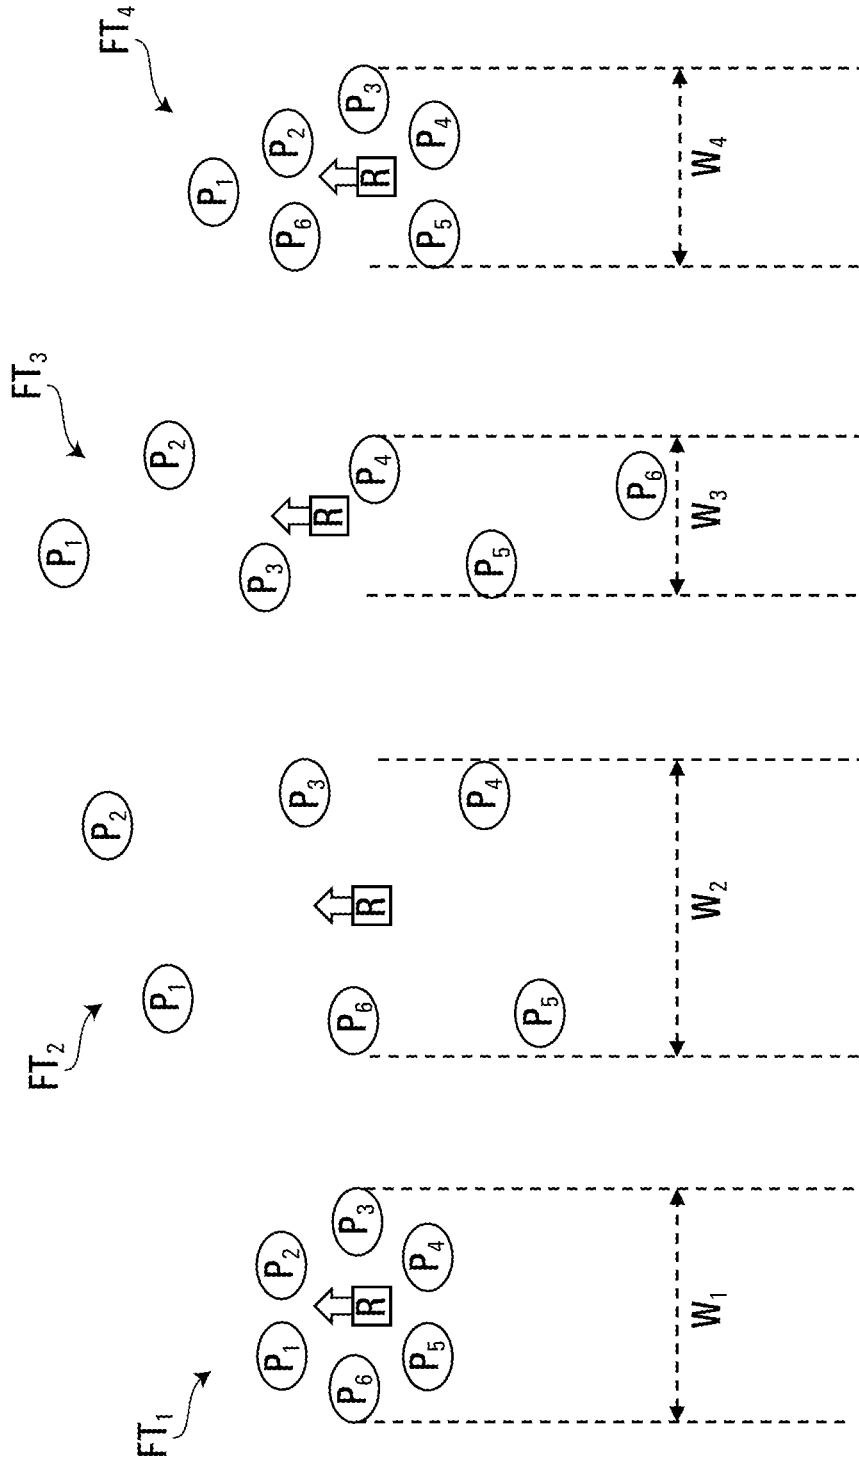 FT₁
P₁
P₂
P₃
P₄
P₅
P₆
R
W₁
FT₂
P₁
P₂
P₃
P₄
P₅
P₆
R
W₂
FT₃
P₁
P₂
P₃
P₄
P₅
P₆
R
W₃
FT₄
P₁
P₂
P₃
P₄
P₅
P₆
R
W₄